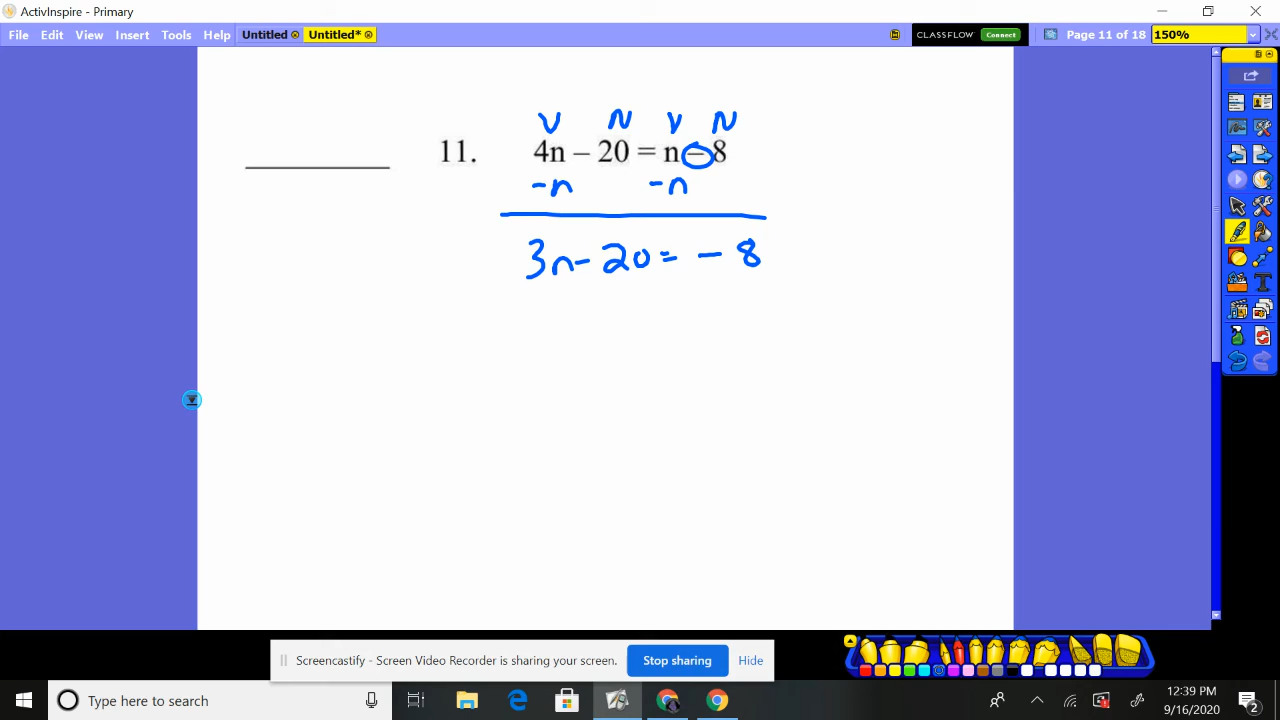 ActivInspire - Primary
File Edit View Insert Tools Help Untitled Untitled* CLASSFLOW Connect Page 11 of 18 150%
V N V N
11. 4n – 20 = n – 8
-n -n
3n - 20 = - 8
Screencastify - Screen Video Recorder is sharing your screen. Stop sharing Hide
Type here to search
12:39 PM
9/16/2020
2